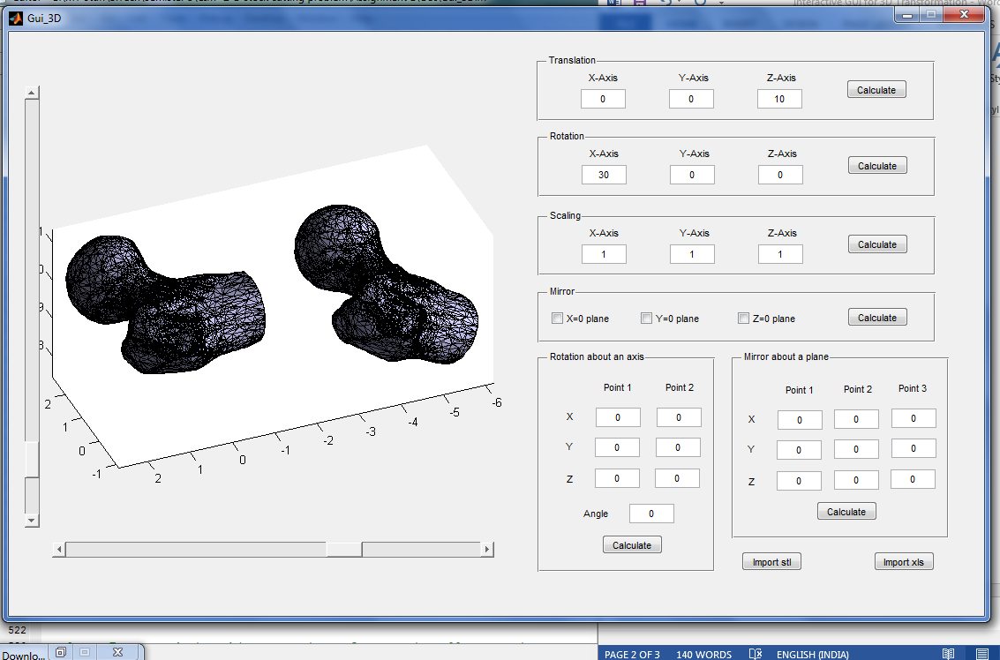 Gui_3D
Translation
X-Axis Y-Axis Z-Axis
0 0 10 Calculate
Rotation
X-Axis Y-Axis Z-Axis
30 0 0 Calculate
Scaling
X-Axis Y-Axis Z-Axis
1 1 1 Calculate
Mirror
X=0 plane Y=0 plane Z=0 plane Calculate
1
0
9
8
2
1
0
-1
2 1 0 -1 -2 -3 -4 -5 -6
Rotation about an axis
Point 1 Point 2
X 0 0
Y 0 0
Z 0 0
Angle 0
Calculate
Mirror about a plane
Point 1 Point 2 Point 3
X 0 0 0
Y 0 0 0
Z 0 0 0
Calculate
Import stl Import xls
522
Downlo...
PAGE 2 OF 3 140 WORDS ENGLISH (INDIA)